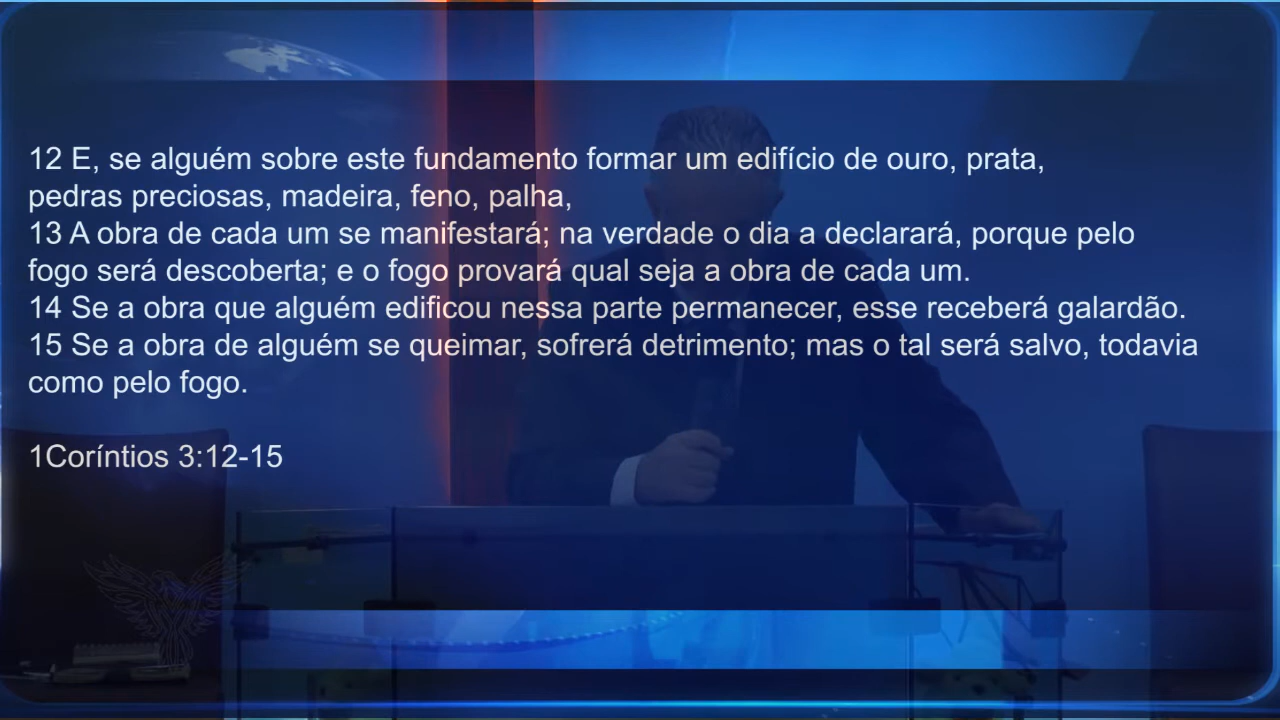 12 E, se alguém sobre este fundamento formar um edifício de ouro, prata,
pedras preciosas, madeira, feno, palha,
13 A obra de cada um se manifestará; na verdade o dia a declarará, porque pelo
fogo será descoberta; e o fogo provará qual seja a obra de cada um.
14 Se a obra que alguém edificou nessa parte permanecer, esse receberá galardão.
15 Se a obra de alguém se queimar, sofrerá detrimento; mas o tal será salvo, todavia
como pelo fogo.
1Coríntios 3:12-15